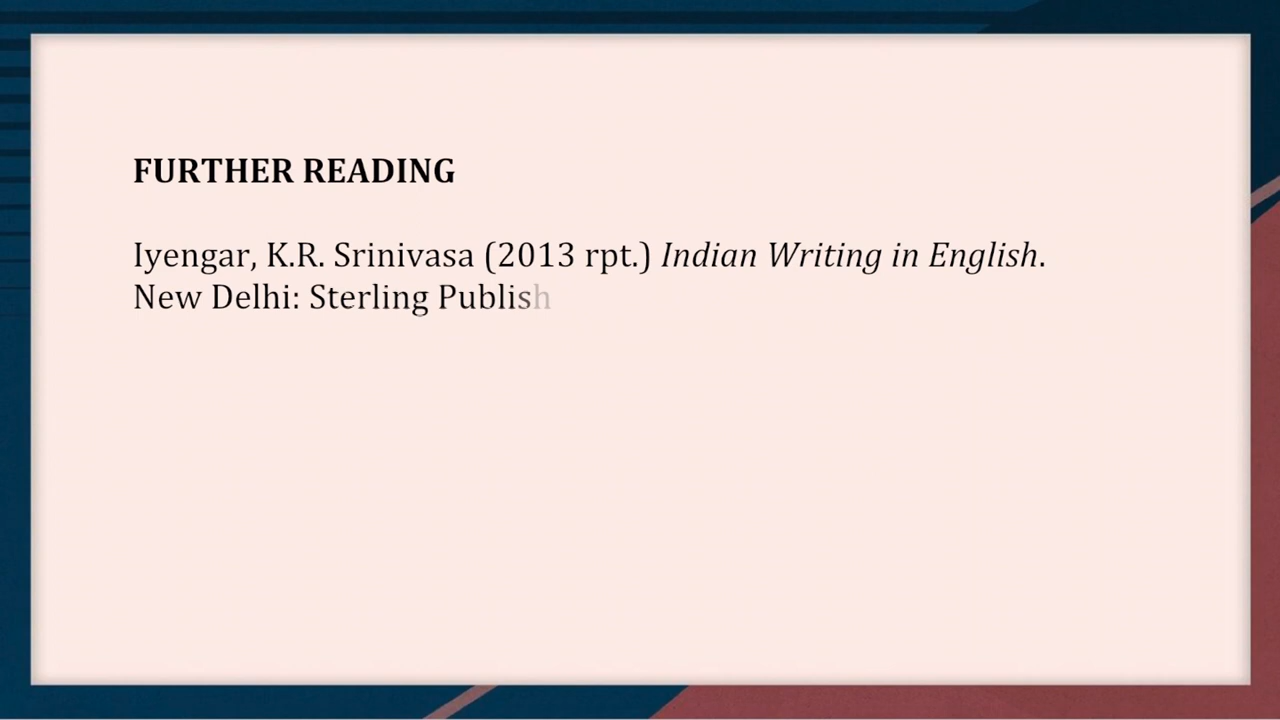 FURTHER READING
Iyengar, K.R. Srinivasa (2013 rpt.) Indian Writing in English.
New Delhi: Sterling Publish